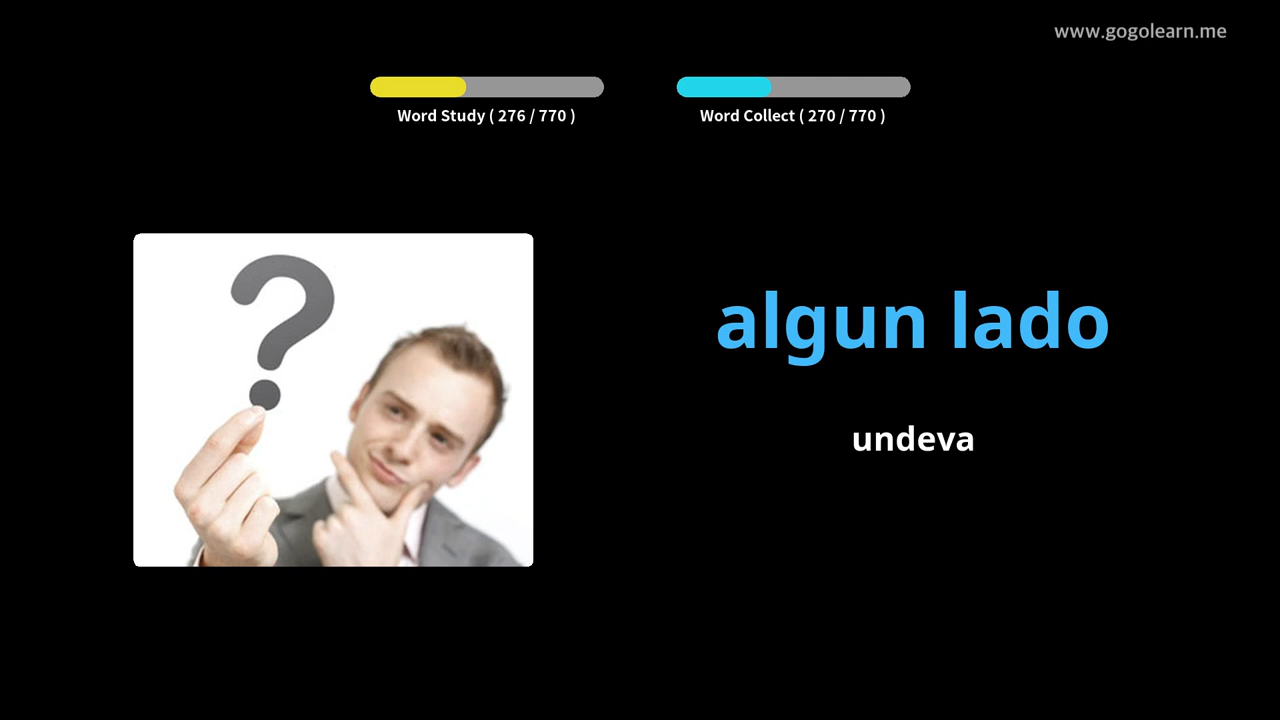 www.gogolearn.me
Word Study ( 276 / 770 )
Word Collect ( 270 / 770 )
?
algun lado
undeva